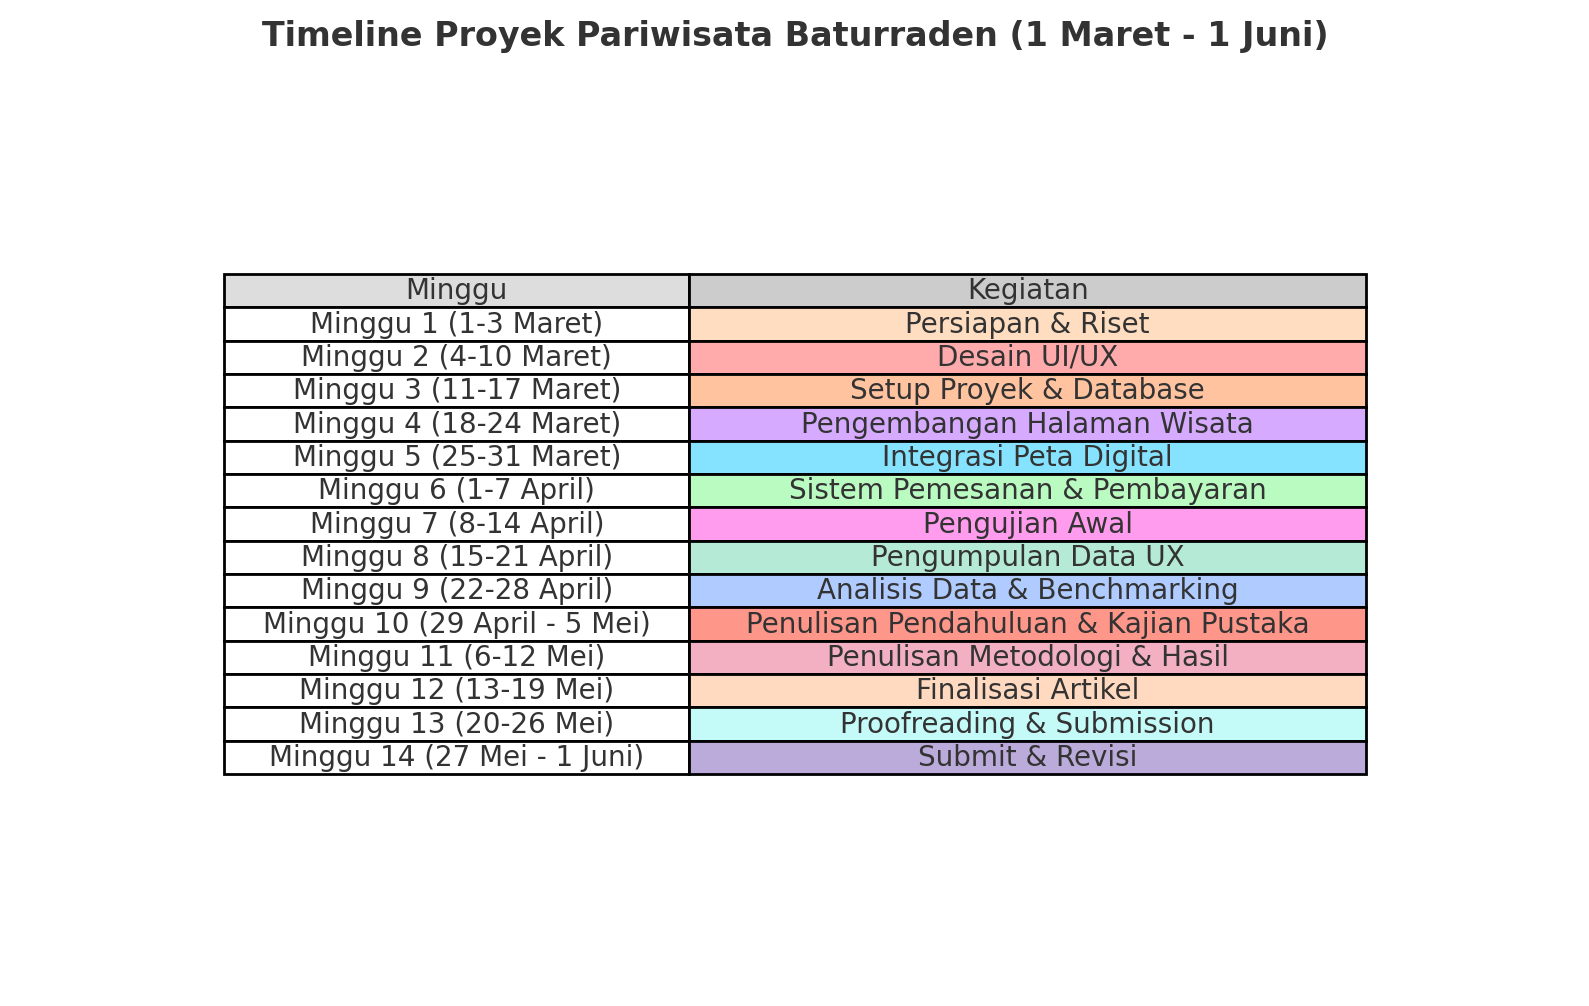 Timeline Proyek Pariwisata Baturraden (1 Maret - 1 Juni)
Minggu Kegiatan
Minggu 1 (1-3 Maret) Persiapan & Riset
Minggu 2 (4-10 Maret) Desain UI/UX
Minggu 3 (11-17 Maret) Setup Proyek & Database
Minggu 4 (18-24 Maret) Pengembangan Halaman Wisata
Minggu 5 (25-31 Maret) Integrasi Peta Digital
Minggu 6 (1-7 April) Sistem Pemesanan & Pembayaran
Minggu 7 (8-14 April) Pengujian Awal
Minggu 8 (15-21 April) Pengumpulan Data UX
Minggu 9 (22-28 April) Analisis Data & Benchmarking
Minggu 10 (29 April - 5 Mei) Penulisan Pendahuluan & Kajian Pustaka
Minggu 11 (6-12 Mei) Penulisan Metodologi & Hasil
Minggu 12 (13-19 Mei) Finalisasi Artikel
Minggu 13 (20-26 Mei) Proofreading & Submission
Minggu 14 (27 Mei - 1 Juni) Submit & Revisi